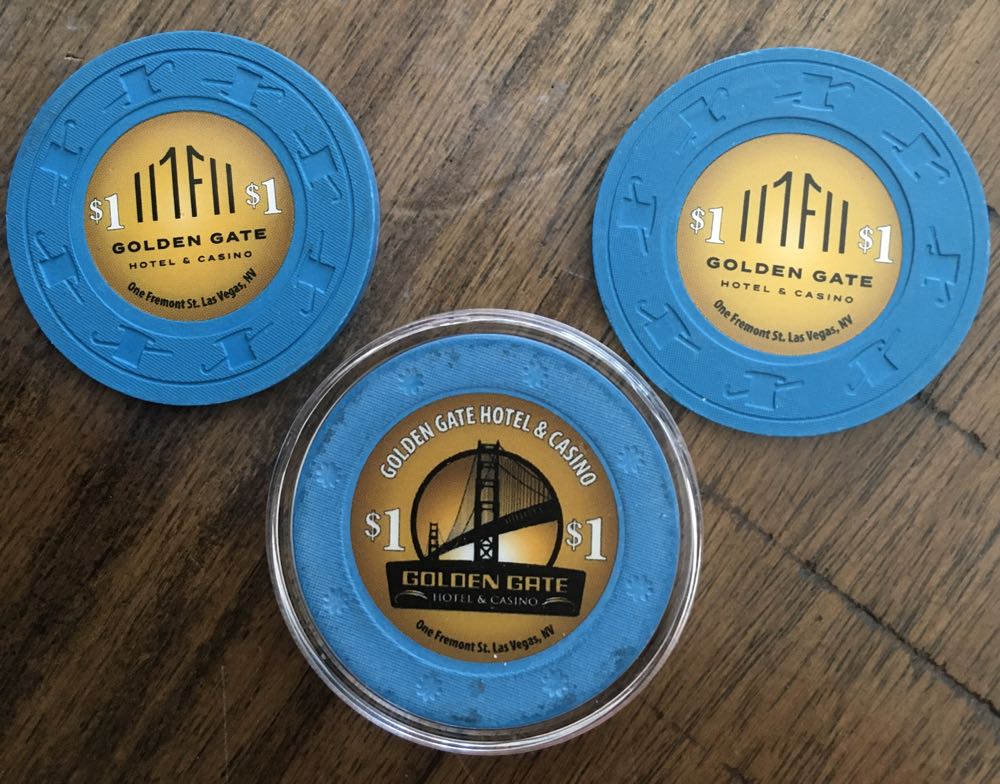 $1 $1
GOLDEN GATE
HOTEL & CASINO
One Fremont St. Las Vegas, NV
$1 $1
GOLDEN GATE
HOTEL & CASINO
One Fremont St. Las Vegas, NV
GOLDEN GATE HOTEL & CASINO
$1 $1
GOLDEN GATE
HOTEL & CASINO
One Fremont St. Las Vegas, NV